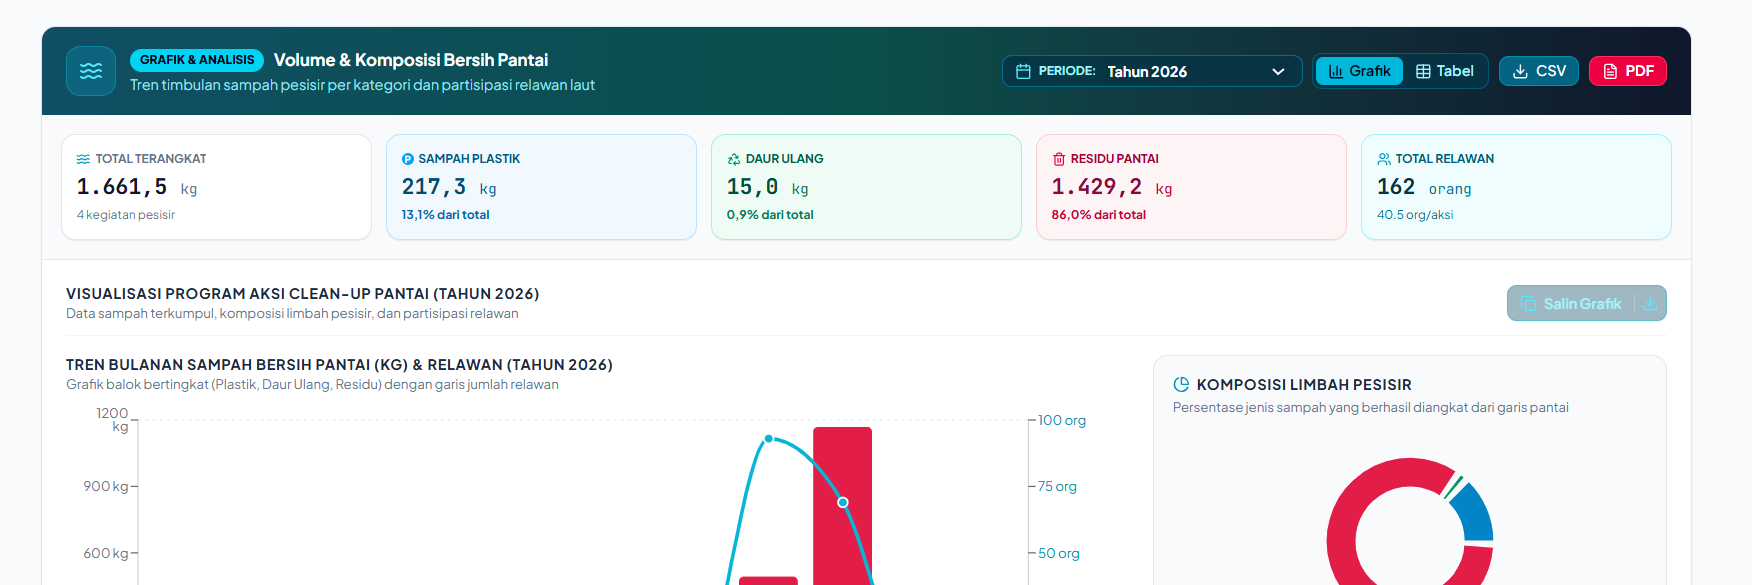 GRAFIK & ANALISIS Volume & Komposisi Bersih Pantai
Tren timbulan sampah pesisir per kategori dan partisipasi relawan laut
PERIODE: Tahun 2026
Grafik
Tabel
CSV
PDF
TOTAL TERANGKAT
1.661,5 kg
4 kegiatan pesisir
SAMPAH PLASTIK
217,3 kg
13,1% dari total
DAUR ULANG
15,0 kg
0,9% dari total
RESIDU PANTAI
1.429,2 kg
86,0% dari total
TOTAL RELAWAN
162 orang
40.5 org/aksi
VISUALISASI PROGRAM AKSI CLEAN-UP PANTAI (TAHUN 2026)
Data sampah terkumpul, komposisi limbah pesisir, dan partisipasi relawan
Salin Grafik
TREN BULANAN SAMPAH BERSIH PANTAI (KG) & RELAWAN (TAHUN 2026)
Grafik balok bertingkat (Plastik, Daur Ulang, Residu) dengan garis jumlah relawan
1200
kg
900 kg
600 kg
100 org
75 org
50 org
KOMPOSISI LIMBAH PESISIR
Persentase jenis sampah yang berhasil diangkat dari garis pantai